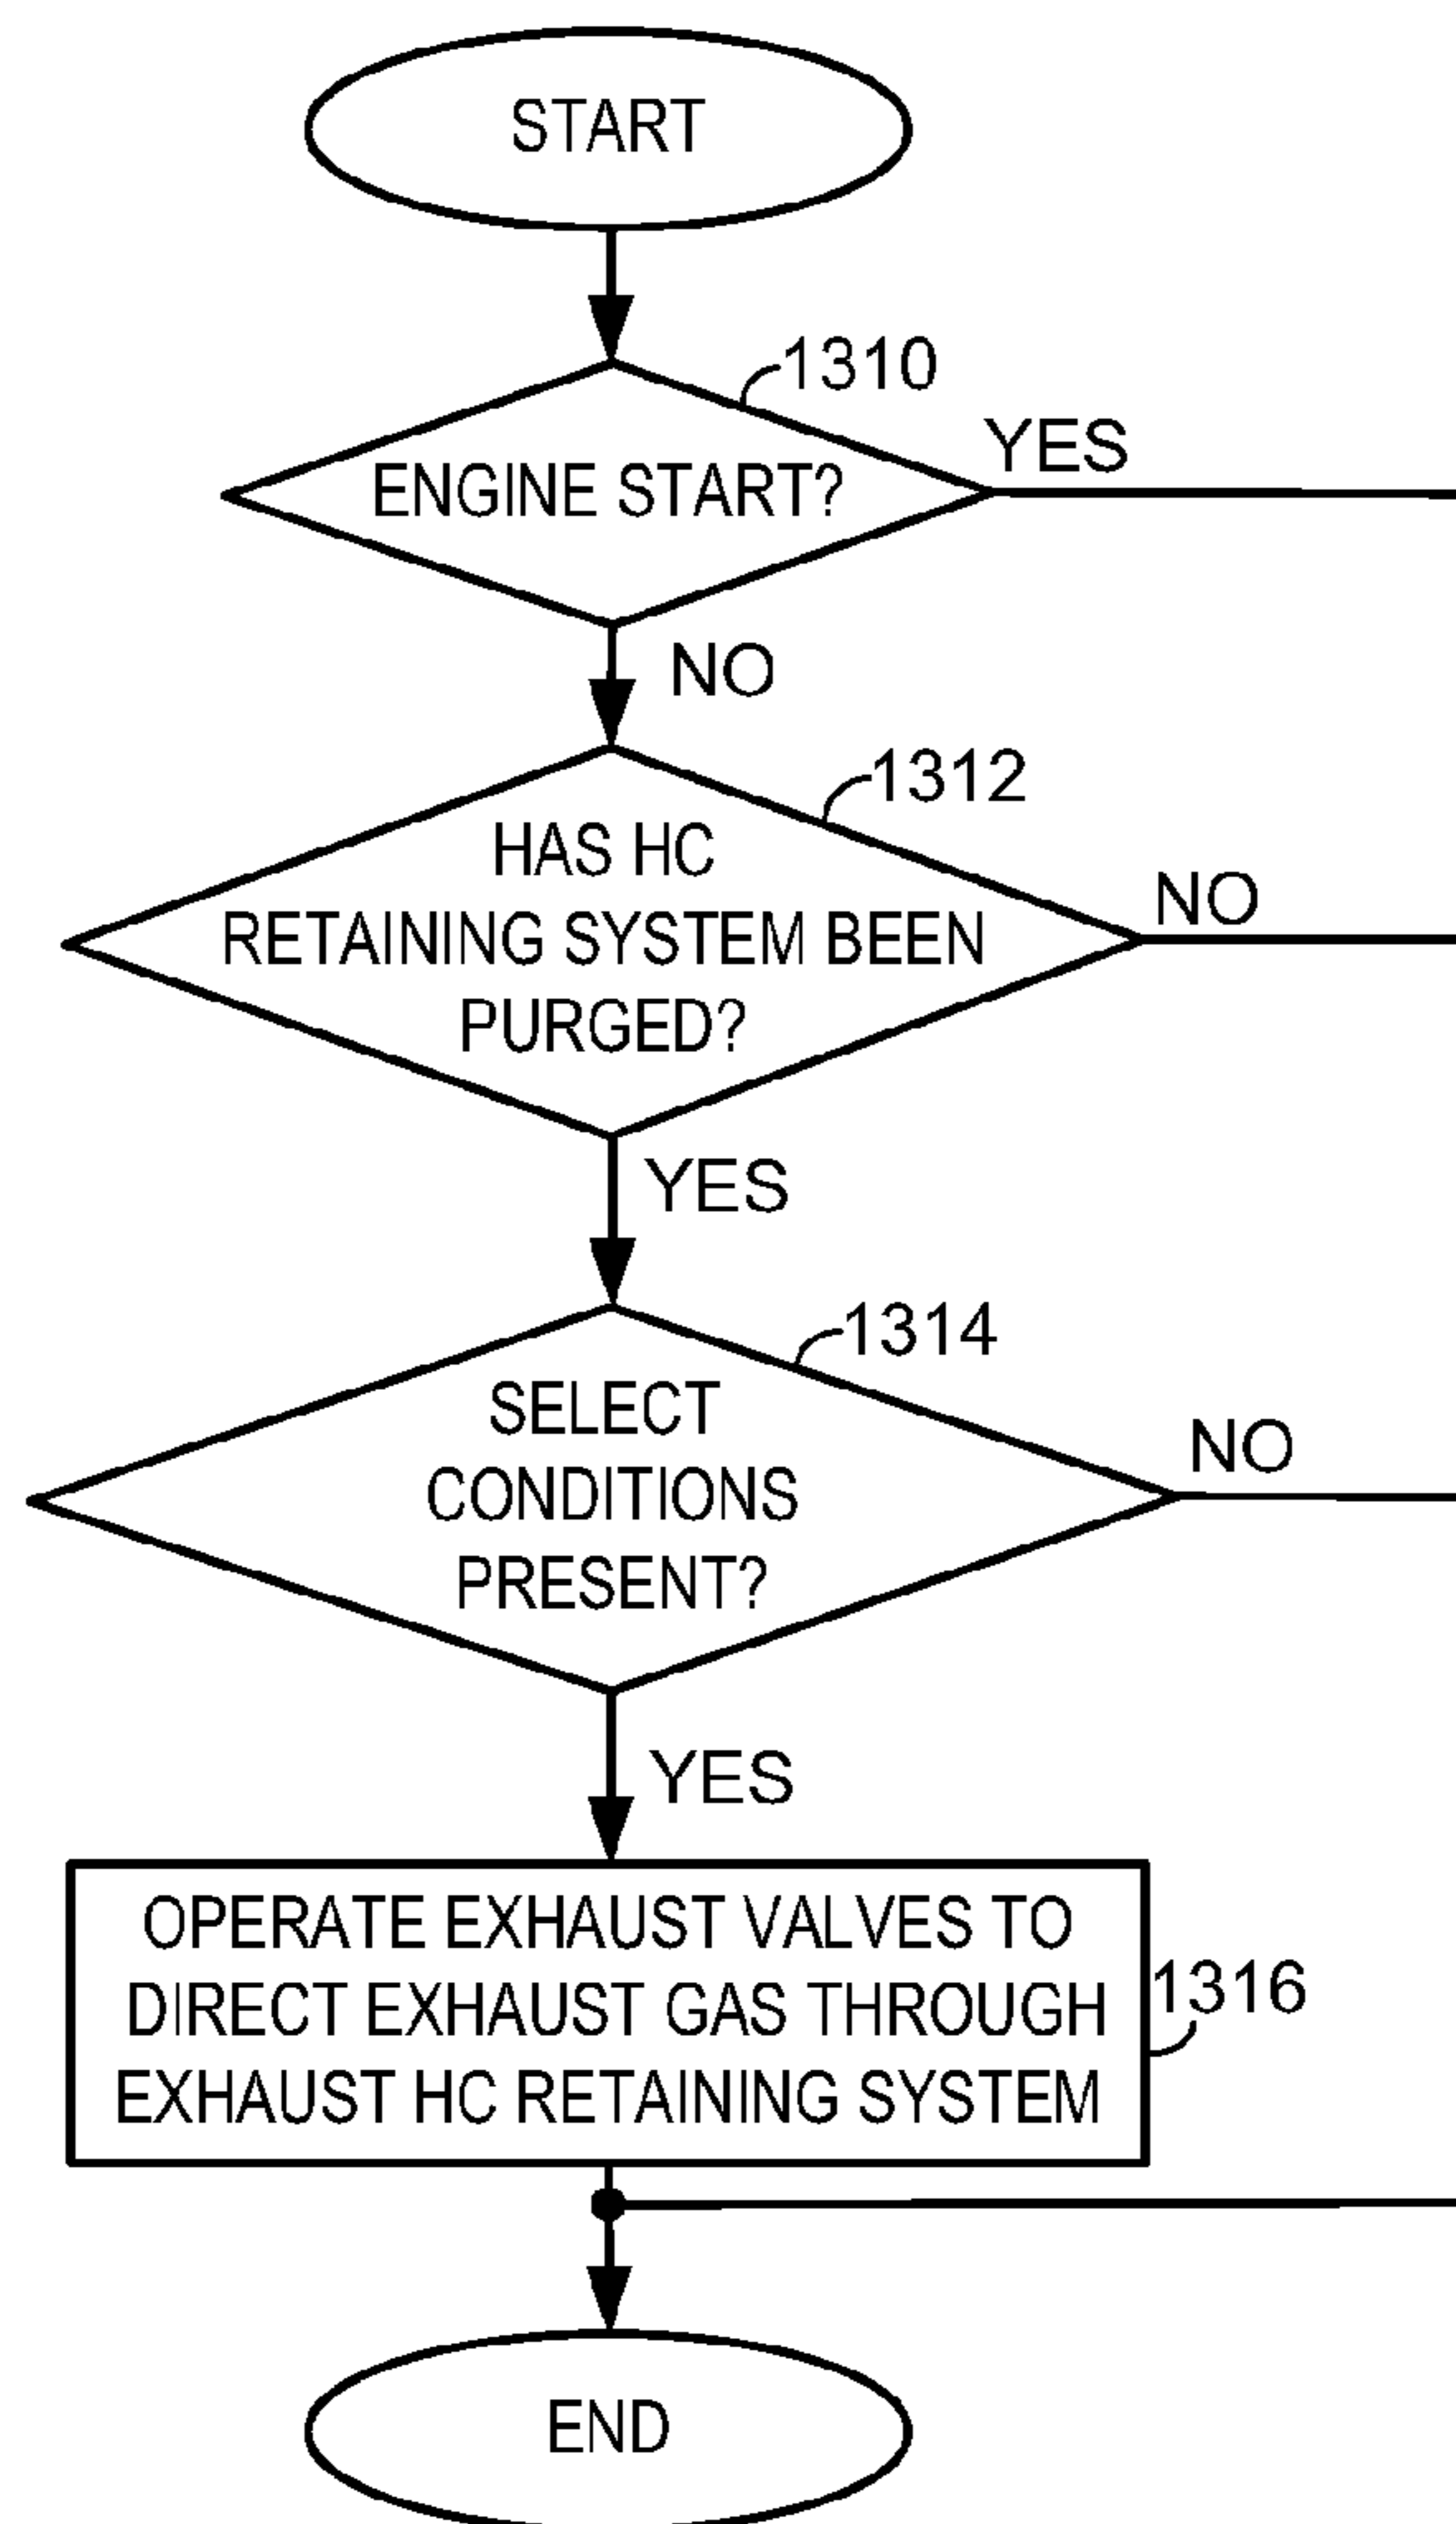 START
1310
ENGINE START?
YES
NO
1312
HAS HC
RETAINING SYSTEM BEEN
PURGED?
NO
YES
1314
SELECT
CONDITIONS
PRESENT?
NO
YES
OPERATE EXHAUST VALVES TO
DIRECT EXHAUST GAS THROUGH
EXHAUST HC RETAINING SYSTEM
1316
END